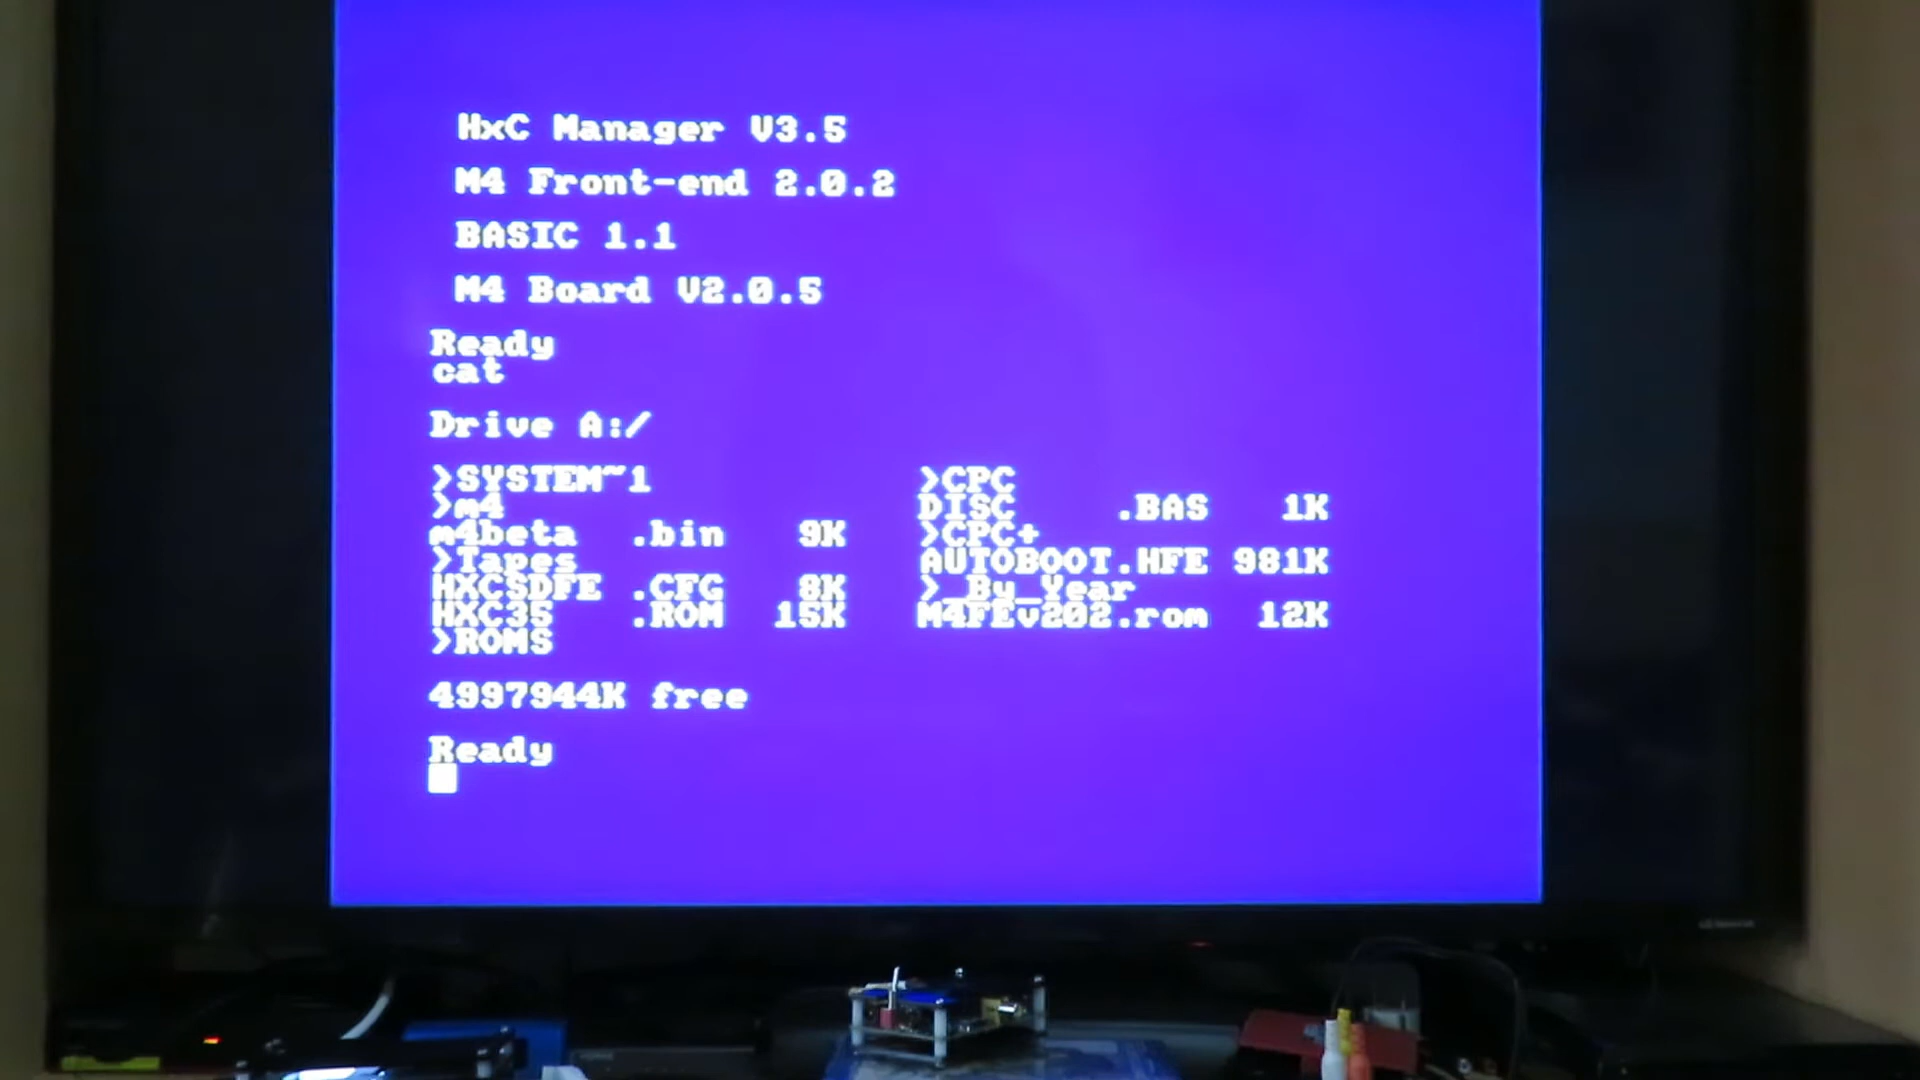 HxC Manager V3.5
M4 Front-end 2.0.2
BASIC 1.1
M4 Board V2.0.5
Ready
cat
Drive A:/
>SYSTEM~1 >CPC
>m4 DISC .BAS 1K
m4beta .bin 9K >CPC+
>Tapes AUTOBOOT.HFE 981K
HXCSDFE .CFG 8K >_By_Year
HXC35 .ROM 15K M4FEv202.rom 12K
>ROMS
4997944K free
Ready